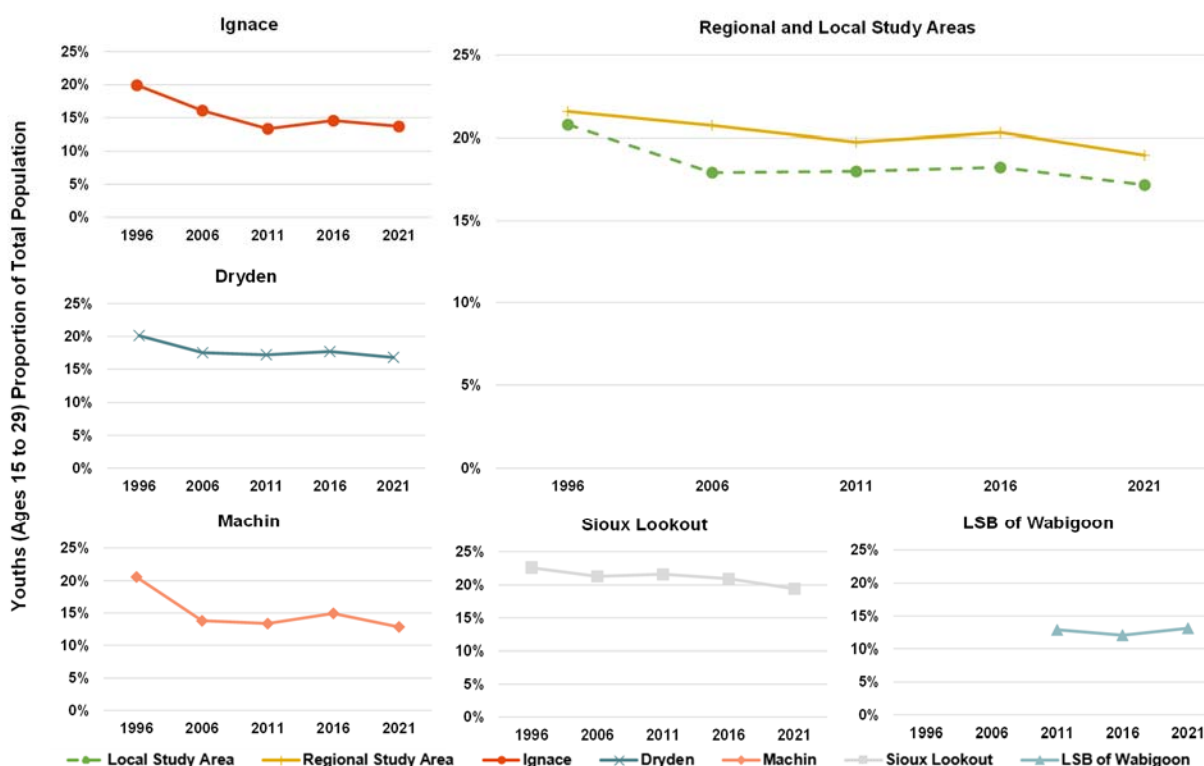 Youths (Ages 15 to 29) Proportion of Total Population
Ignace
25%
20%
15%
10%
5%
0%
1996 2006 2011 2016 2021
Regional and Local Study Areas
25%
20%
15%
10%
5%
0%
1996 2006 2011 2016 2021
Dryden
25%
20%
15%
10%
5%
0%
1996 2006 2011 2016 2021
Machin
25%
20%
15%
10%
5%
0%
1996 2006 2011 2016 2021
Sioux Lookout
25%
20%
15%
10%
5%
0%
1996 2006 2011 2016 2021
LSB of Wabigoon
25%
20%
15%
10%
5%
0%
1996 2006 2011 2016 2021
Local Study Area Regional Study Area Ignace Dryden Machin Sioux Lookout LSB of Wabigoon